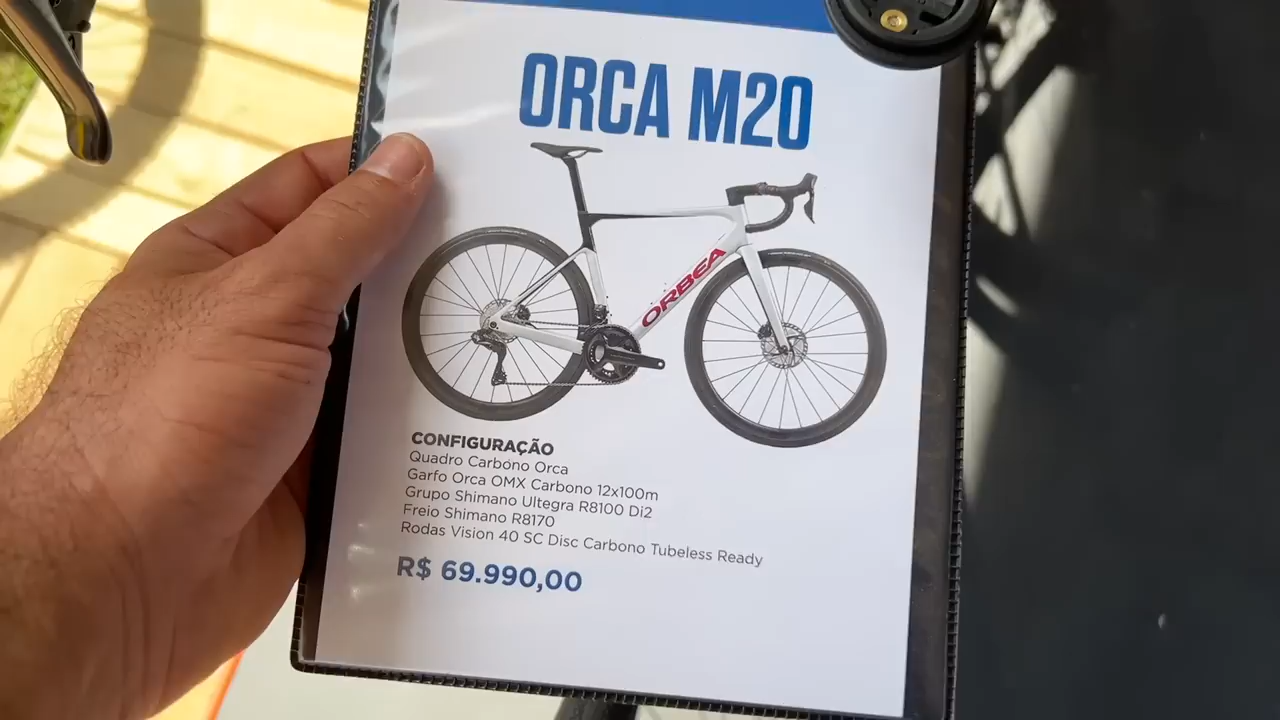 ORCA M20
ORBEA
CONFIGURAÇÃO
Quadro Carbono Orca
Garfo Orca OMX Carbono 12x100m
Grupo Shimano Ultegra R8100 Di2
Freio Shimano R8170
Rodas Vision 40 SC Disc Carbono Tubeless Ready
R$ 69.990,00